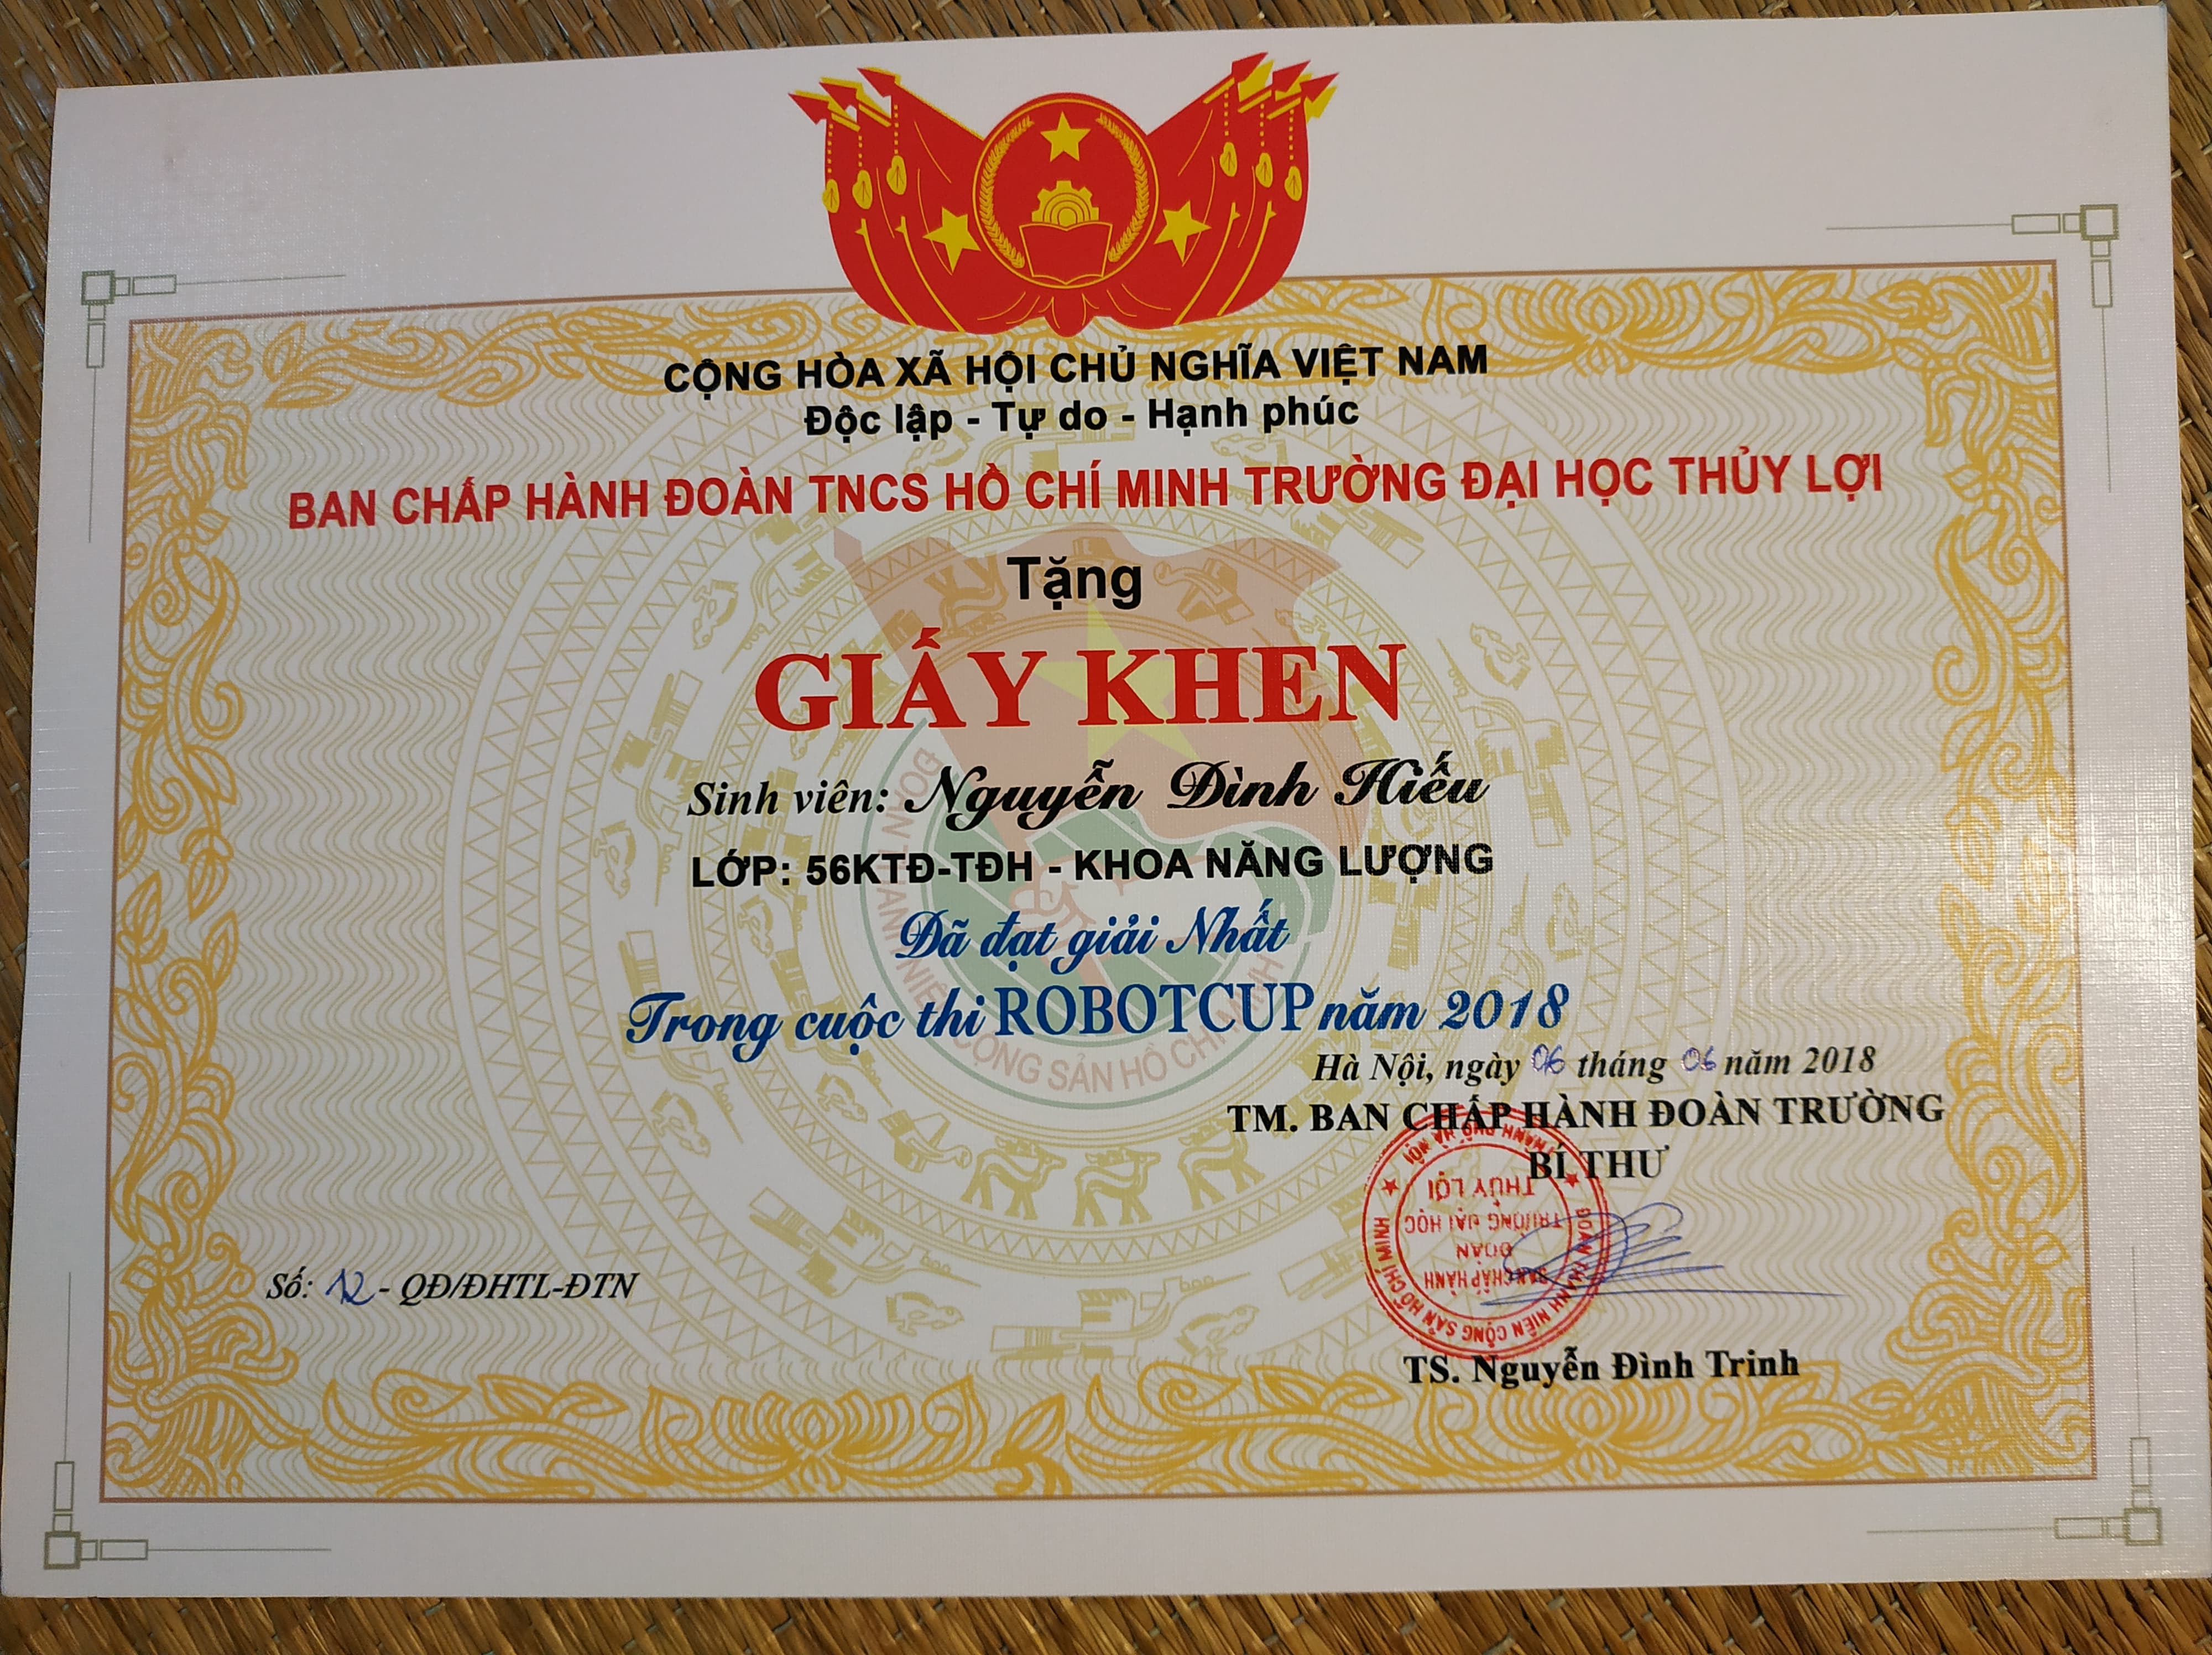 CỘNG HÒA XÃ HỘI CHỦ NGHĨA VIỆT NAM
Độc lập - Tự do - Hạnh phúc
BAN CHẤP HÀNH ĐOÀN TNCS HỒ CHÍ MINH TRƯỜNG ĐẠI HỌC THỦY LỢI
Tặng
GIẤY KHEN
Sinh viên: Nguyễn Đình Hiếu
LỚP: 56KTĐ-TĐH - KHOA NĂNG LƯỢNG
Đã đạt giải Nhất
Trong cuộc thi ROBOTCUP năm 2018
Hà Nội, ngày 06 tháng 06 năm 2018
TM. BAN CHẤP HÀNH ĐOÀN TRƯỜNG
BÍ THƯ
ĐOÀN THANH NIÊN CỘNG SẢN HỒ CHÍ MINH
THÀNH PHỐ HÀ NỘI
BAN CHẤP HÀNH
ĐOÀN
TRƯỜNG ĐẠI HỌC
THỦY LỢI
Số: 12 - QĐ/ĐHTL-ĐTN
TS. Nguyễn Đình Trinh